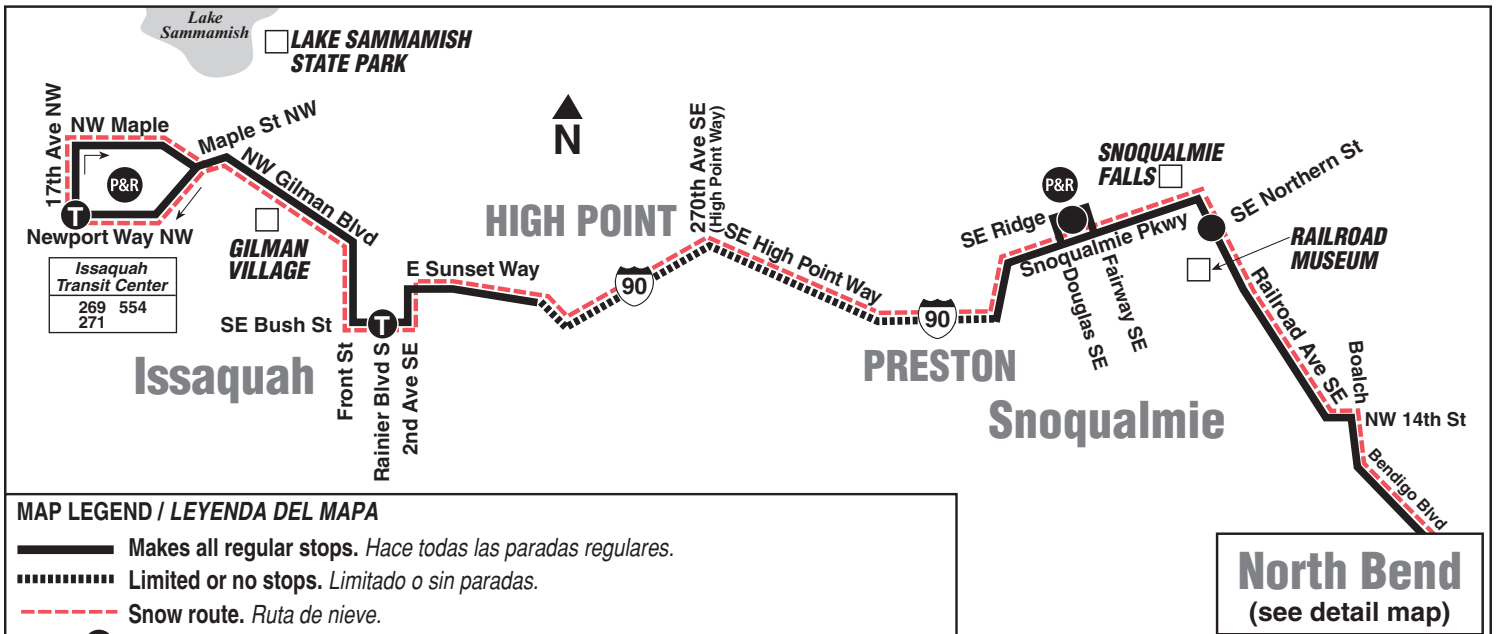 Lake
Sammamish
LAKE SAMMAMISH
STATE PARK
17th Ave NW
NW Maple
Maple St NW
P&R
T
Newport Way NW
Issaquah
Transit Center
269 554
271
NW Gilman Blvd
GILMAN
VILLAGE
SE Bush St
T
Issaquah
Front St
Rainier Blvd S
2nd Ave SE
E Sunset Way
N
HIGH POINT
90
270th Ave SE
(High Point Way)
SE High Point Way
90
PRESTON
SE Ridge
P&R
Snoqualmie Pkwy
Douglas SE
Fairway SE
SNOQUALMIE
FALLS
SE Northern St
RAILROAD
MUSEUM
Snoqualmie
Railroad Ave SE
Boalch
NW 14th St
Bendigo Blvd
North Bend
(see detail map)
MAP LEGEND / LEYENDA DEL MAPA
Makes all regular stops. Hace todas las paradas regulares.
Limited or no stops. Limitado o sin paradas.
Snow route. Ruta de nieve.